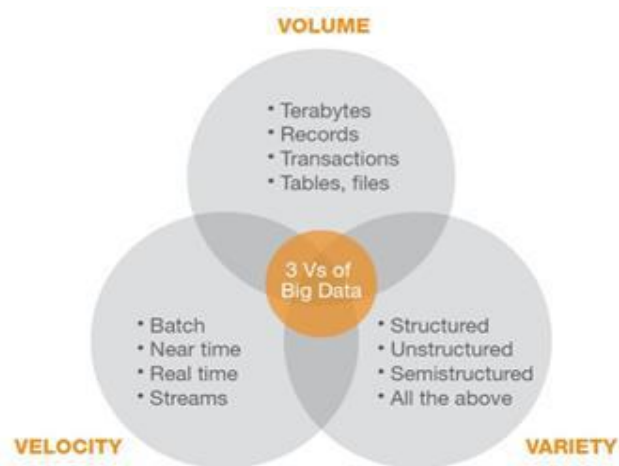 VOLUME
• Terabytes
• Records
• Transactions
• Tables, files
3 Vs of
Big Data
• Batch
• Near time
• Real time
• Streams
• Structured
• Unstructured
• Semistructured
• All the above
VELOCITY
VARIETY